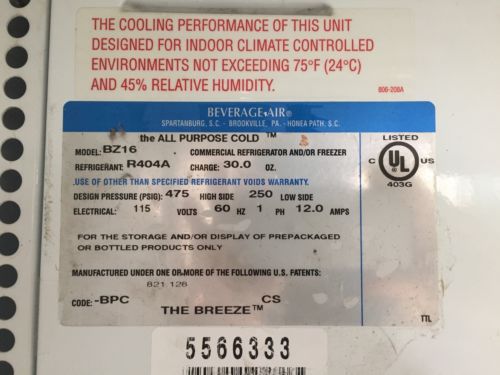 THE COOLING PERFORMANCE OF THIS UNIT
DESIGNED FOR INDOOR CLIMATE CONTROLLED
ENVIRONMENTS NOT EXCEEDING 75°F (24°C)
AND 45% RELATIVE HUMIDITY.
806-208A
BEVERAGE-AIR®
SPARTANBURG, S.C. - BROOKVILLE, PA. - HONEA PATH, S.C.
the ALL PURPOSE COLD ™
MODEL: BZ16 COMMERCIAL REFRIGERATOR AND/OR FREEZER
REFRIGERANT: R404A CHARGE: 30.0 OZ.
LISTED
C UL ® US
403G
USE OF OTHER THAN SPECIFIED REFRIGERANT VOIDS WARRANTY.
DESIGN PRESSURE (PSIG): 475 HIGH SIDE 250 LOW SIDE
ELECTRICAL: 115 VOLTS 60 HZ 1 PH 12.0 AMPS
FOR THE STORAGE AND/OR DISPLAY OF PREPACKAGED
OR BOTTLED PRODUCTS ONLY
MANUFACTURED UNDER ONE OR MORE OF THE FOLLOWING U.S. PATENTS:
621 126
CODE: -BPC CS
THE BREEZE™
TTL
5566333